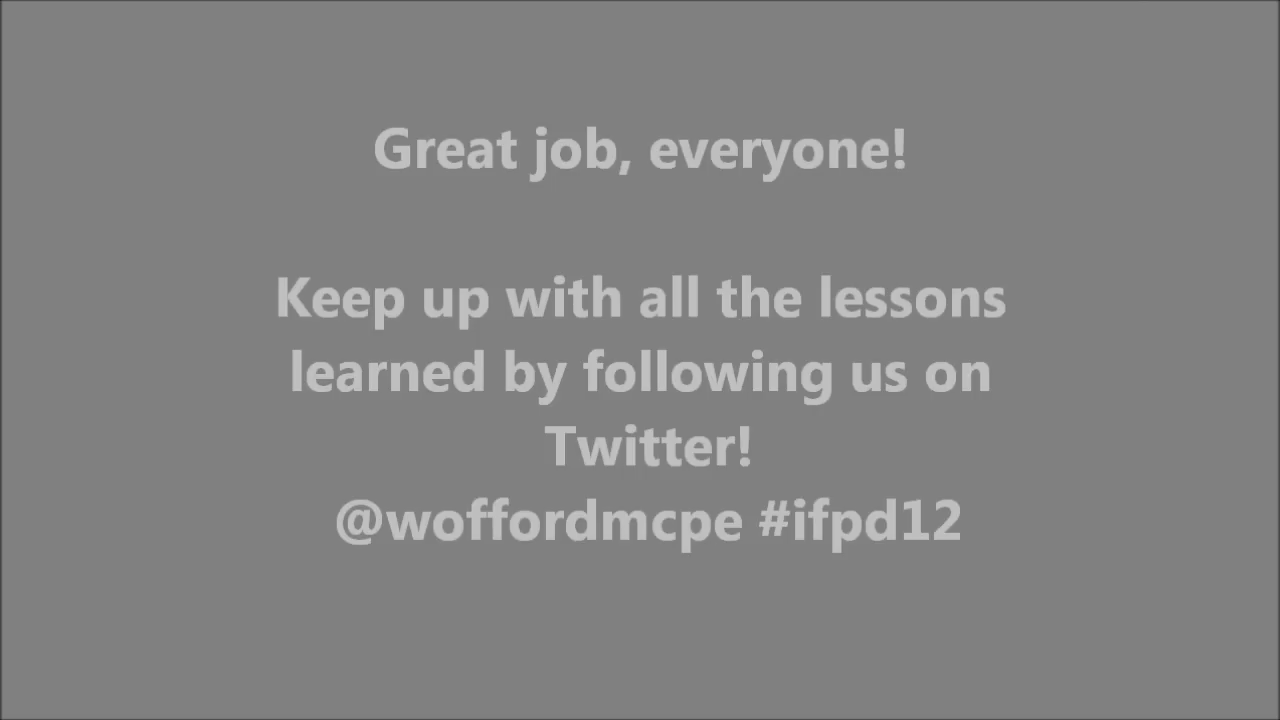 Great job, everyone!
Keep up with all the lessons
learned by following us on
Twitter!
@woffordmcpe #ifpd12